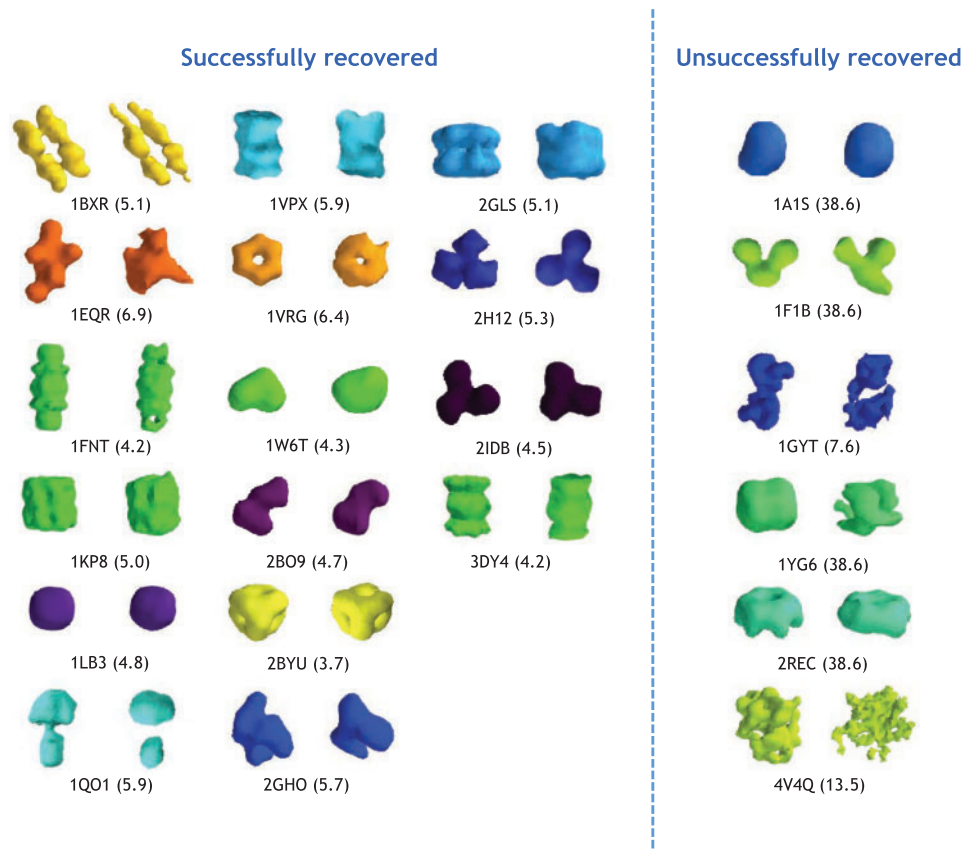 Successfully recovered
Unsuccessfully recovered
1BXR (5.1)
1VPX (5.9)
2GLS (5.1)
1A1S (38.6)
1EQR (6.9)
1VRG (6.4)
2H12 (5.3)
1F1B (38.6)
1FNT (4.2)
1W6T (4.3)
2IDB (4.5)
1GYT (7.6)
1KP8 (5.0)
2BO9 (4.7)
3DY4 (4.2)
1YG6 (38.6)
1LB3 (4.8)
2BYU (3.7)
2REC (38.6)
1QO1 (5.9)
2GHO (5.7)
4V4Q (13.5)